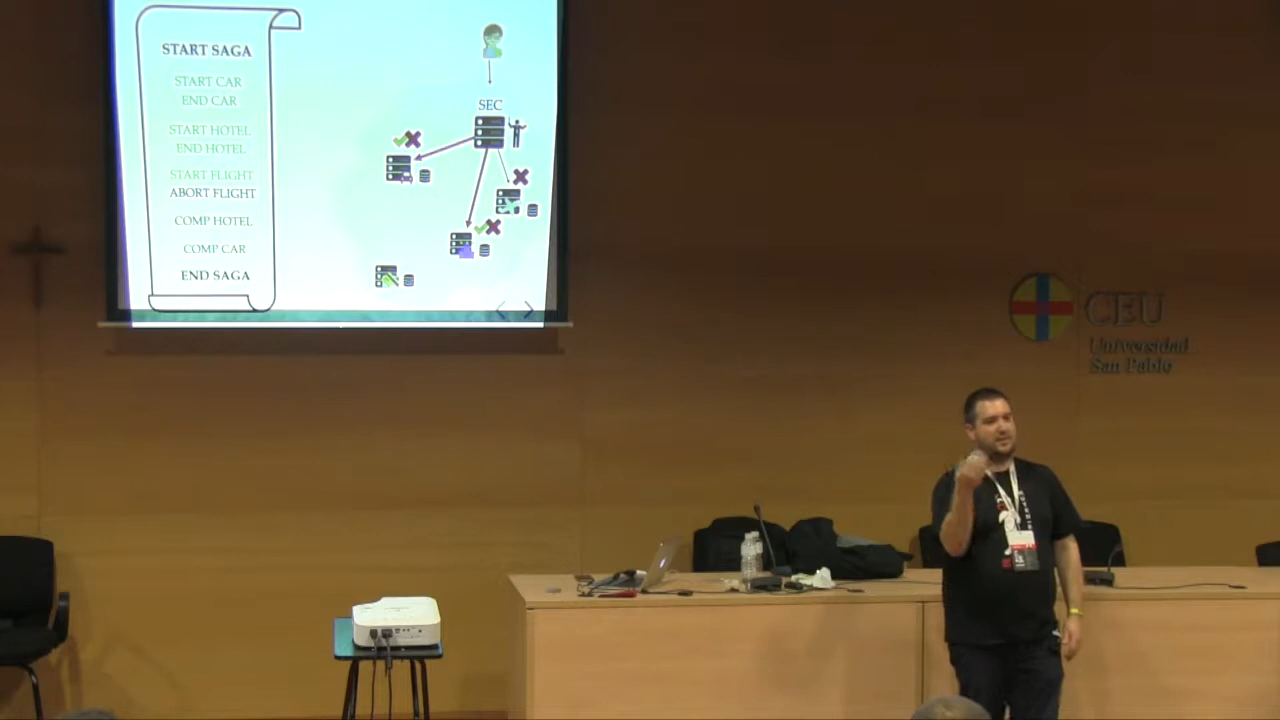 START SAGA
START CAR
END CAR
START HOTEL
END HOTEL
START FLIGHT
ABORT FLIGHT
COMP HOTEL
COMP CAR
END SAGA
SEC
CEU
Universidad
San Pablo